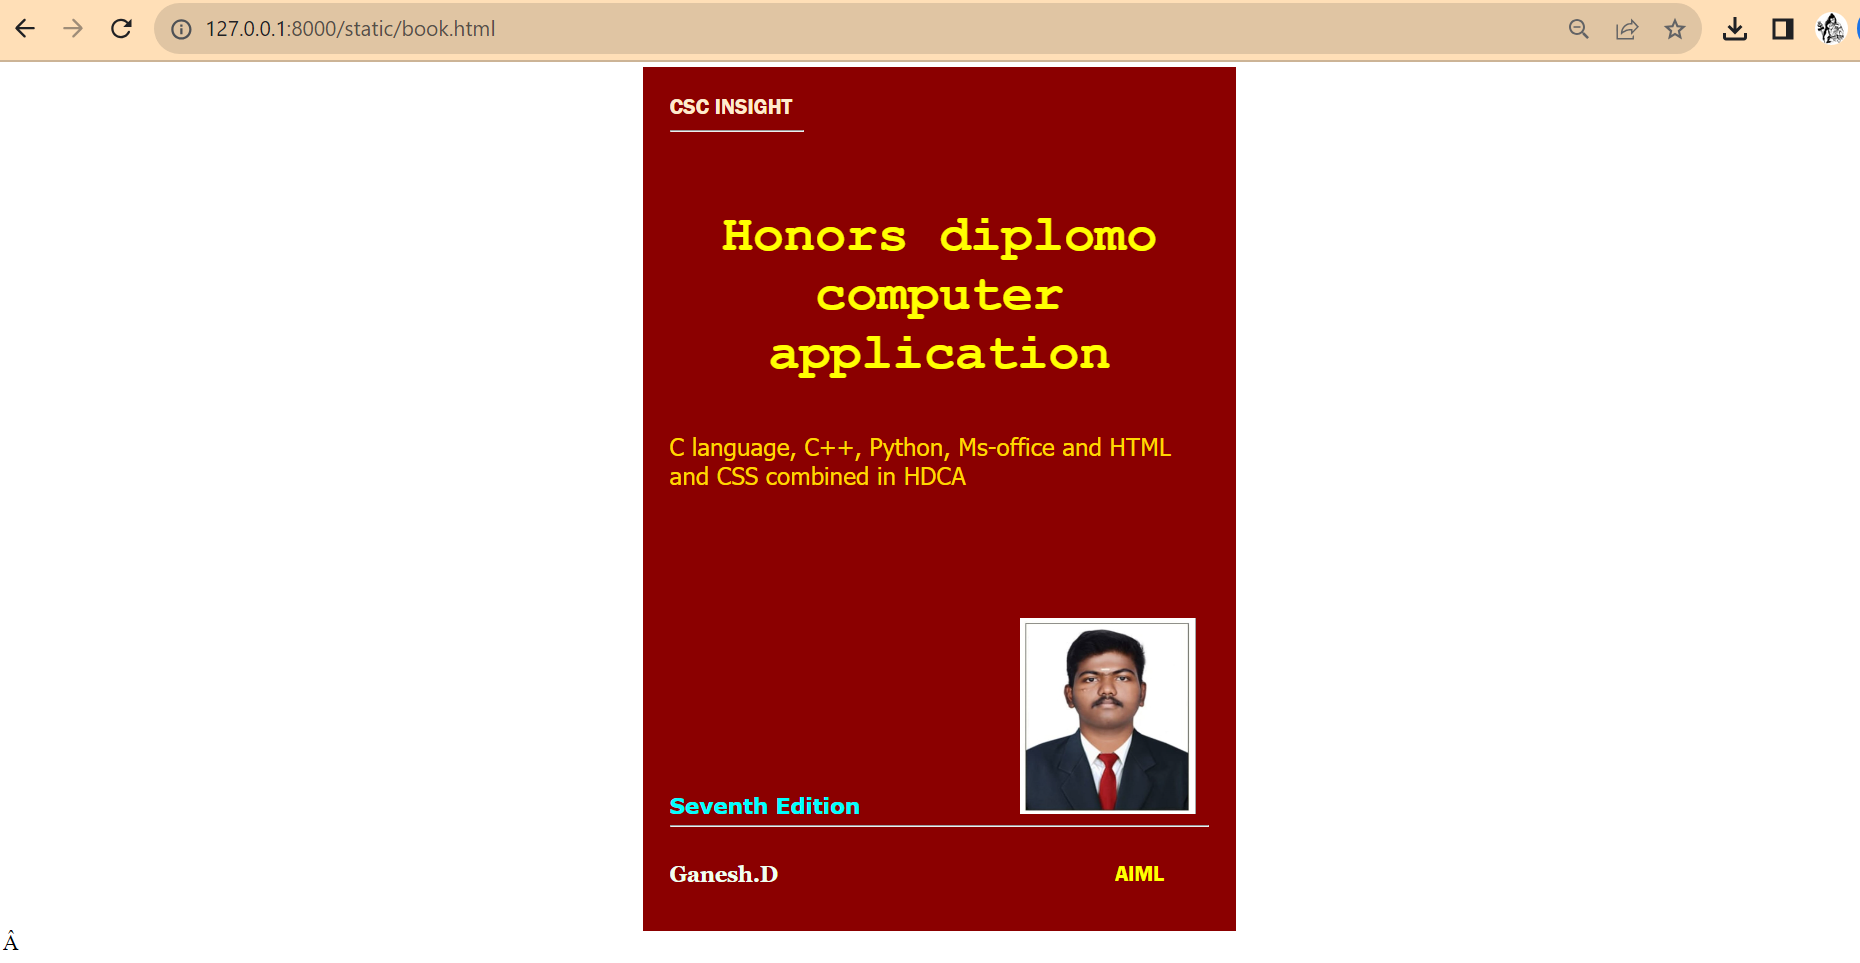 127.0.0.1:8000/static/book.html
CSC INSIGHT
Honors diplomo
computer
application
C language, C++, Python, Ms-office and HTML
and CSS combined in HDCA
Seventh Edition
Ganesh.D
AIML
Â